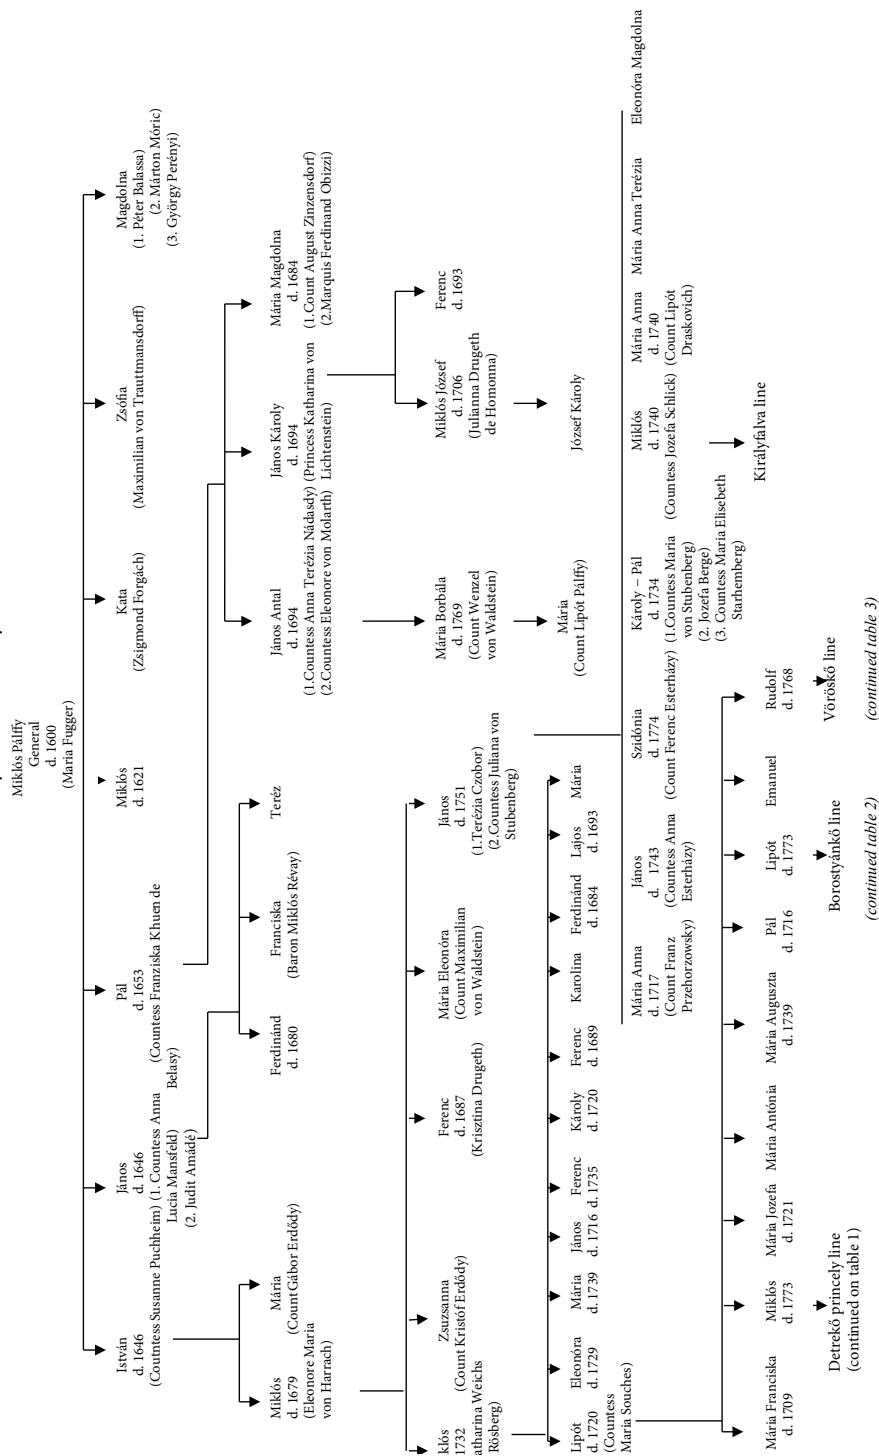 Miklós Pálffy
General
d. 1600
(Maria Fugger)
István
d. 1646
(Coutntess Susanne Puchheim)
János
d. 1646
(1. Countess Anna
Lucia Mansfeld)
(2. Judit Amádé)
Pál
d.1653
(Countess Franziska Khuen de
Belasy)
Miklós
d. 1621
Kata
(Zsigmond Forgách)
Zsófia
(Maximilian von Trauttmansdorff)
Magdolna
(1. Péter Balassa)
(2. Márton Móric)
(3. György Perényi)
Miklós
d. 1679
(Eleonore Maria
von Harrach)
Mária
(Count Gábor Erdődy)
Ferdinánd
d. 1680
Franciska
(Baron Miklós Révay)
Teréz
János Antal
d. 1694
(1.Countess Anna Terézia Nádasdy)
(2.Countess Eleonore von Molarth)
János Károly
d. 1694
(Princess Katharina von
Lichtenstein)
Mária Magdolna
d. 1684
(1.Count August Zinzensdorf)
(2.Marquis Ferdinand Obizzi)
klós
1732
atharina Weichs
Rösberg)
Zsuzsanna
(Count Kristóf Erdődy)
Ferenc
d.1687
(Krisztina Drugeth)
Mária Eleonóra
(Count Maximilian
von Waldstein)
János
d. 1751
(1.Terézia Czobor)
(2.Countess Juliana von
Stubenberg)
Mária Borbála
d. 1769
(Count Wenzel
von Waldstein)
Miklós József
d. 1706
(Julianna Drugeth
de Homonna)
Ferenc
d. 1693
Lipót
d. 1720
(Countess
Maria Souches)
Eleonóra
d. 1729
Mária
d. 1739
János
d. 1716
Ferenc
d. 1735
Károly
d. 1720
Ferenc
d. 1689
Karolina
Ferdinánd
d. 1684
Lajos
d. 1693
Mária
Mária
(Count Lipót Pálffy)
József Károly
Mária Anna
d. 1717
(Count Franz
Przehorzowsky)
János
d. 1743
(Countess Anna
Esterházy)
Szidónia
d. 1774
(Count Ferenc Esterházy)
Károly – Pál
d. 1734
(1.Countess Maria
von Stubenberg)
(2. Jozefa Berge)
(3. Countess Maria Elisebeth
Starhemberg)
Miklós
d. 1740
(Countess Jozefa Schlick)
Mária Anna
d. 1740
(Count Lipót
Draskovich)
Mária Anna Terézia
Eleonóra Magdolna
Királyfalva line
Mária Franciska
d. 1709
Miklós
d. 1773
Mária Jozefa
d. 1721
Mária Antónia
Mária Auguszta
d. 1739
Pál
d. 1716
Lipót
d. 1773
Emanuel
Rudolf
d. 1768
Detrekő princely line
(continued on table 1)
Borostyánkő line
Vöröskő line
(continued table 2)
(continued table 3)